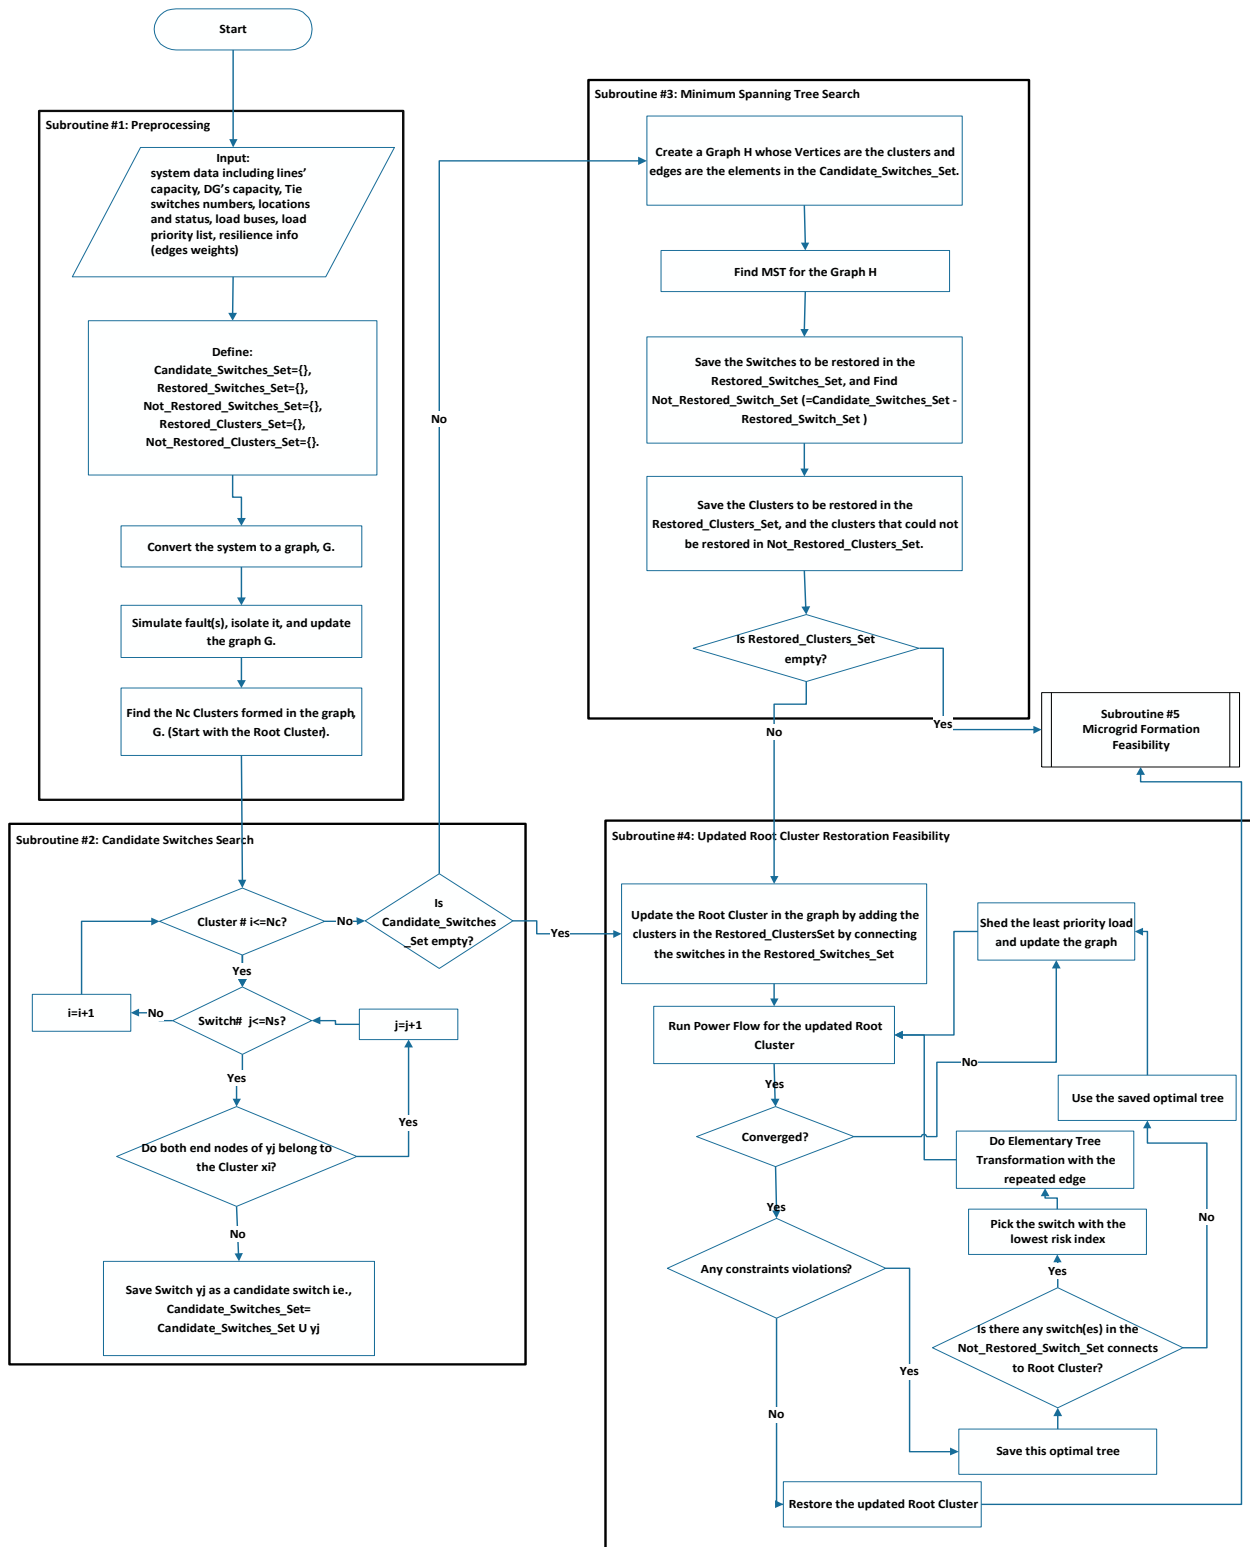 Start
Subroutine #1: Preprocessing
Input:
system data including lines'
capacity, DG's capacity, Tie
switches numbers, locations
and status, load buses, load
priority list, resilience info
(edges weights)
Define:
Candidate_Switches_Set={},
Restored_Switches_Set={},
Not_Restored_Switches_Set={},
Restored_Clusters_Set={},
Not_Restored_Clusters_Set={}.
Convert the system to a graph, G.
Simulate fault(s), isolate it, and update
the graph G.
Find the Nc Clusters formed in the graph,
G. (Start with the Root Cluster).
Subroutine #2: Candidate Switches Search
Cluster # i<=Nc?
No
Is
Candidate_Switches
_Set empty?
No
Yes
Yes
i=i+1
No
Switch# j<=Ns?
j=j+1
Yes
Yes
Do both end nodes of yj belong to
the Cluster xi?
No
Save Switch yj as a candidate switch i.e.,
Candidate_Switches_Set=
Candidate_Switches_Set U yj
Subroutine #3: Minimum Spanning Tree Search
Create a Graph H whose Vertices are the clusters and
edges are the elements in the Candidate_Switches_Set.
Find MST for the Graph H
Save the Switches to be restored in the
Restored_Switches_Set, and Find
Not_Restored_Switch_Set (=Candidate_Switches_Set -
Restored_Switch_Set )
Save the Clusters to be restored in the
Restored_Clusters_Set, and the clusters that could not
be restored in Not_Restored_Clusters_Set.
Is Restored_Clusters_Set
empty?
No
Yes
Subroutine #5
Microgrid Formation
Feasibility
Subroutine #4: Updated Root Cluster Restoration Feasibility
Update the Root Cluster in the graph by adding the
clusters in the Restored_ClustersSet by connecting
the switches in the Restored_Switches_Set
Shed the least priority load
and update the graph
Run Power Flow for the updated Root
Cluster
No
Yes
Use the saved optimal tree
Converged?
Do Elementary Tree
Transformation with the
repeated edge
Yes
No
Pick the switch with the
lowest risk index
Any constraints violations?
Yes
Is there any switch(es) in the
Not_Restored_Switch_Set connects
to Root Cluster?
Yes
No
Save this optimal tree
Restore the updated Root Cluster